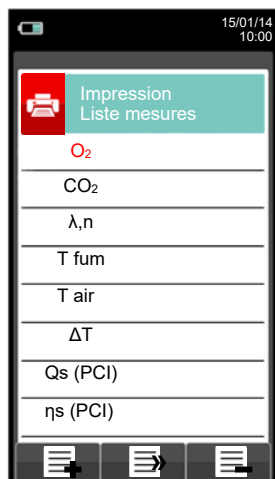 15/01/14
10:00
Impression
Liste mesures
O₂
CO₂
λ,n
T fum
T air
ΔT
Qs (PCI)
ηs (PCI)